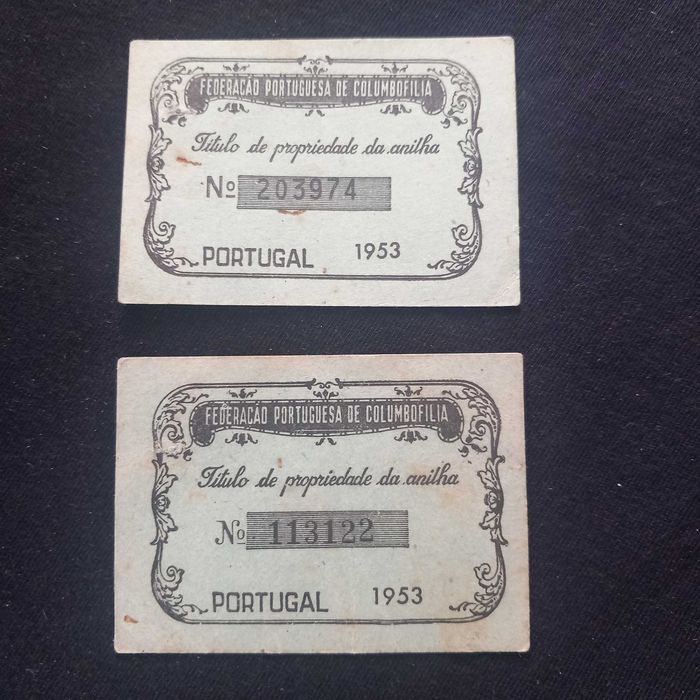 FEDERAÇÃO PORTUGUESA DE COLUMBOFILIA
Titulo de propriedade da anilha
Nº 203974
PORTUGAL 1953
FEDERAÇÃO PORTUGUESA DE COLUMBOFILIA
Titulo de propriedade da anilha
Nº 113122
PORTUGAL 1953